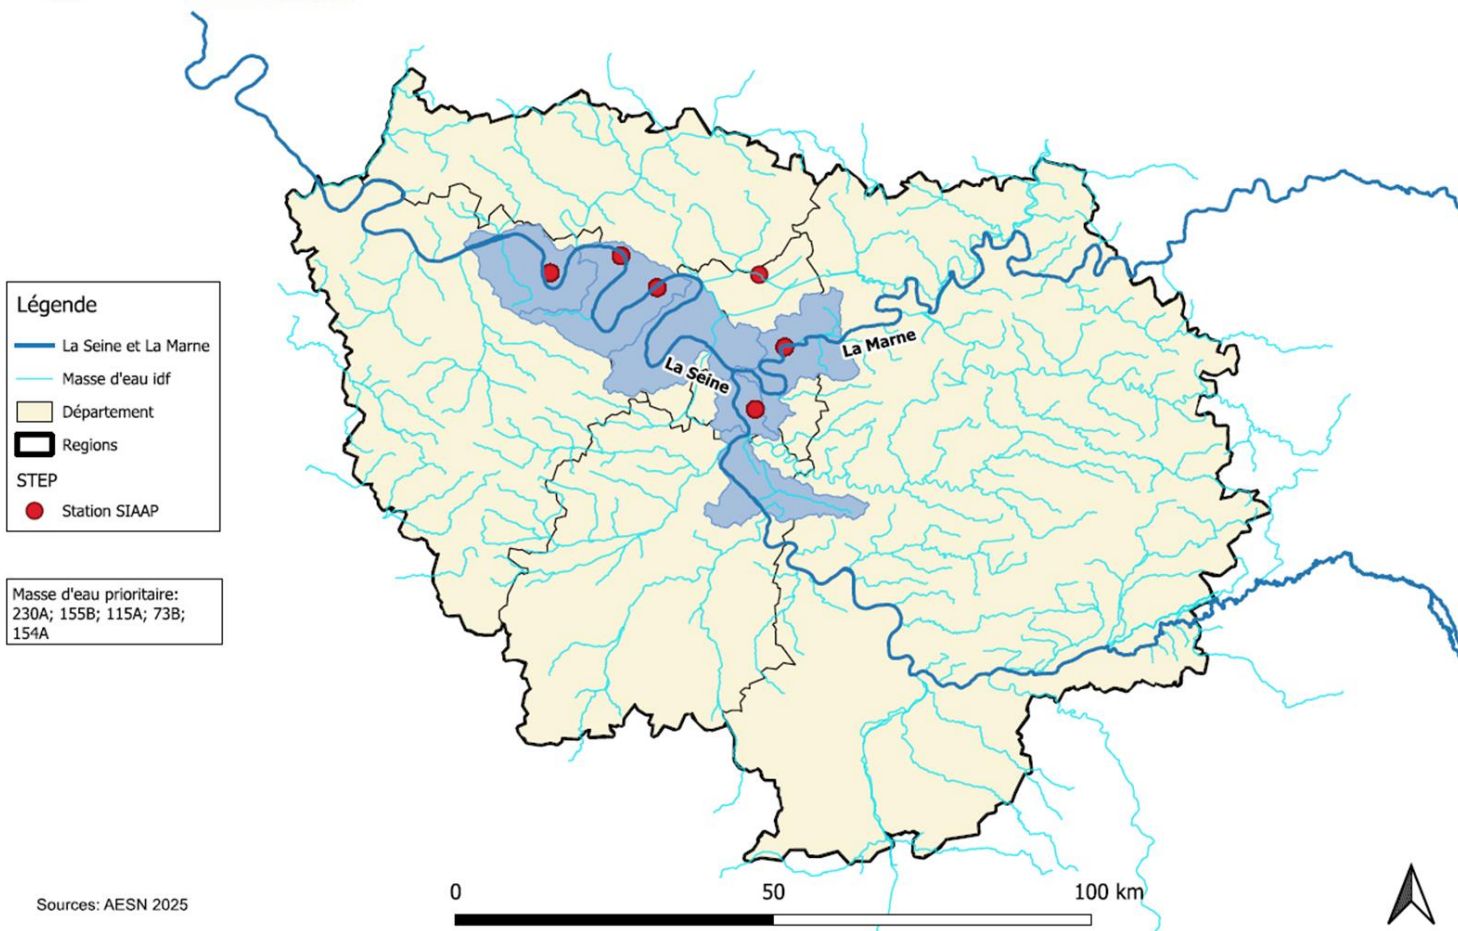 La Marne
La Seine
Légende
La Seine et La Marne
Masse d'eau idf
Département
Regions
STEP
Station SIAAP
Masse d'eau prioritaire:
230A; 155B; 115A; 73B;
154A
Sources: AESN 2025
0 50 100 km